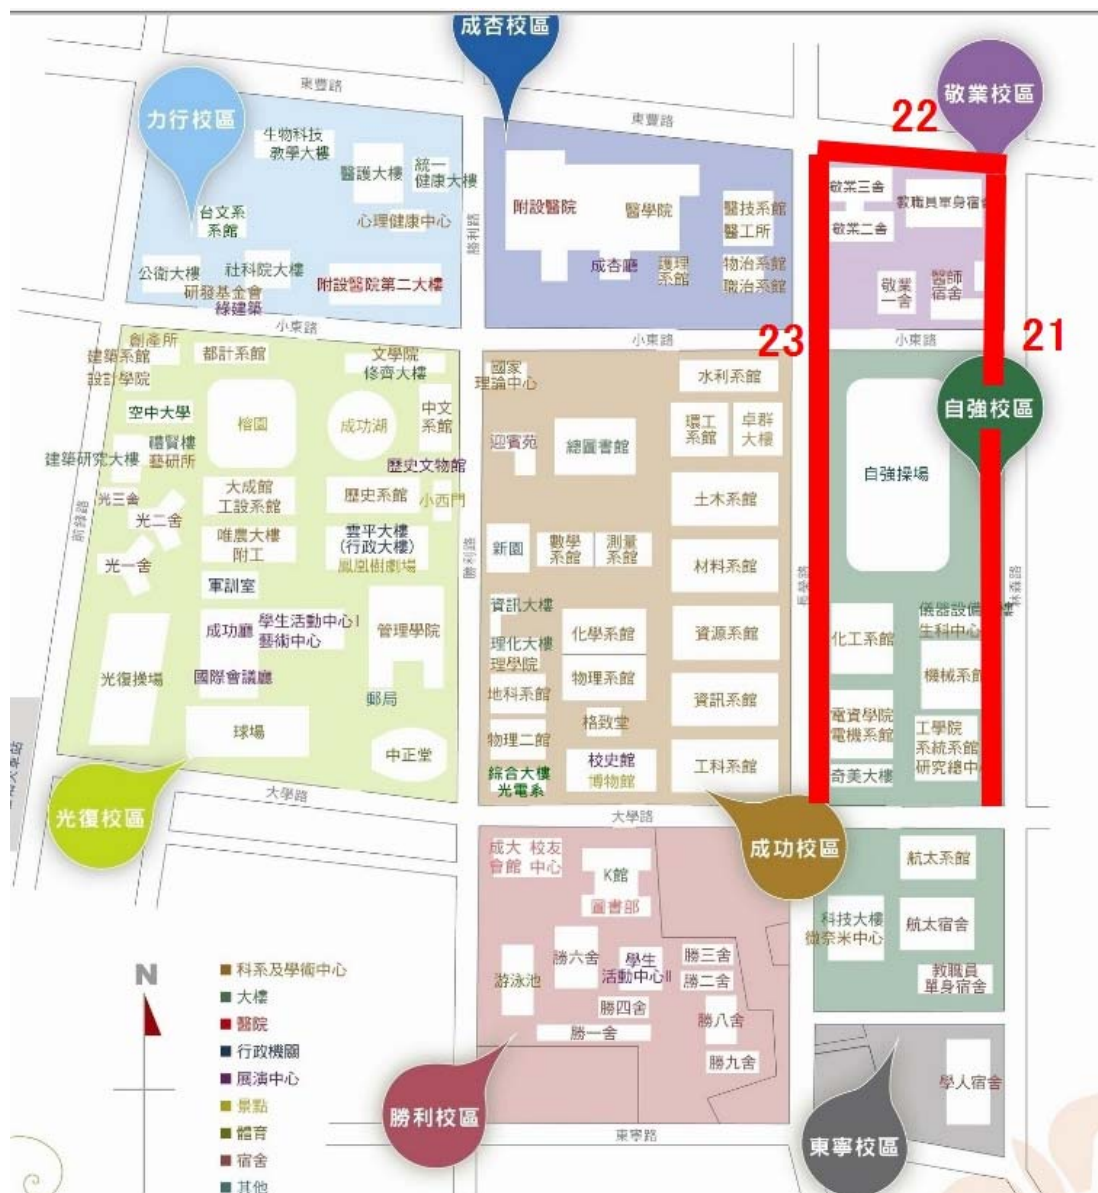 成杏校區
敬業校區
22
東豐路
東豐路
力行校區
生物科技
教學大樓
醫護大樓
統一
健康大樓
台文系
系館
心理健康中心
公衛大樓
社科院大樓
研發基金會
綠建築
附設醫院第二大樓
勝利路
附設醫院
醫學院
醫技系館
醫工所
成杏廳
護理
系館
物治系館
職治系館
敬業三舍
教職員單身宿舍
敬業二舍
敬業
一舍
醫師
宿舍
小東路
小東路
小東路
23
21
創產所
建築系館
設計學院
都計系館
文學院
修齊大樓
空中大學
榕園
成功湖
中文
系館
禮賢樓
藝研所
建築研究大樓
歷史文物館
光三舍
光二舍
大成館
工設系館
歷史系館
小西門
唯農大樓
附工
雲平大樓
(行政大樓)
鳳凰樹劇場
光一舍
軍訓室
前鋒路
勝利路
成功廳
學生活動中心I
藝術中心
管理學院
光復操場
國際會議廳
郵局
球場
中正堂
大學路
光復校區
國家
理論中心
水利系館
迎賓苑
總圖書館
環工
系館
卓群
大樓
土木系館
新園
數學
系館
測量
系館
材料系館
資訊大樓
理化大樓
理學院
化學系館
資源系館
地科系館
物理系館
資訊系館
物理二館
格致堂
綜合大樓
光電系
校史館
博物館
工科系館
大學路
成功校區
自強校區
自強操場
長榮路
林森路
儀器設備
生科中心
化工系館
機械系館
電資學院
電機系館
工學院
系統系館
研究總中
奇美大樓
成大
會館
校友
中心
K館
圖書部
游泳池
勝六舍
學生
活動中心II
勝三舍
勝二舍
勝四舍
勝一舍
勝八舍
勝九舍
勝利校區
東寧路
航太系館
科技大樓
微奈米中心
航太宿舍
教職員
單身宿舍
學人宿舍
東寧校區
N
科系及學術中心
大樓
醫院
行政機關
展演中心
景點
體育
宿舍
其他